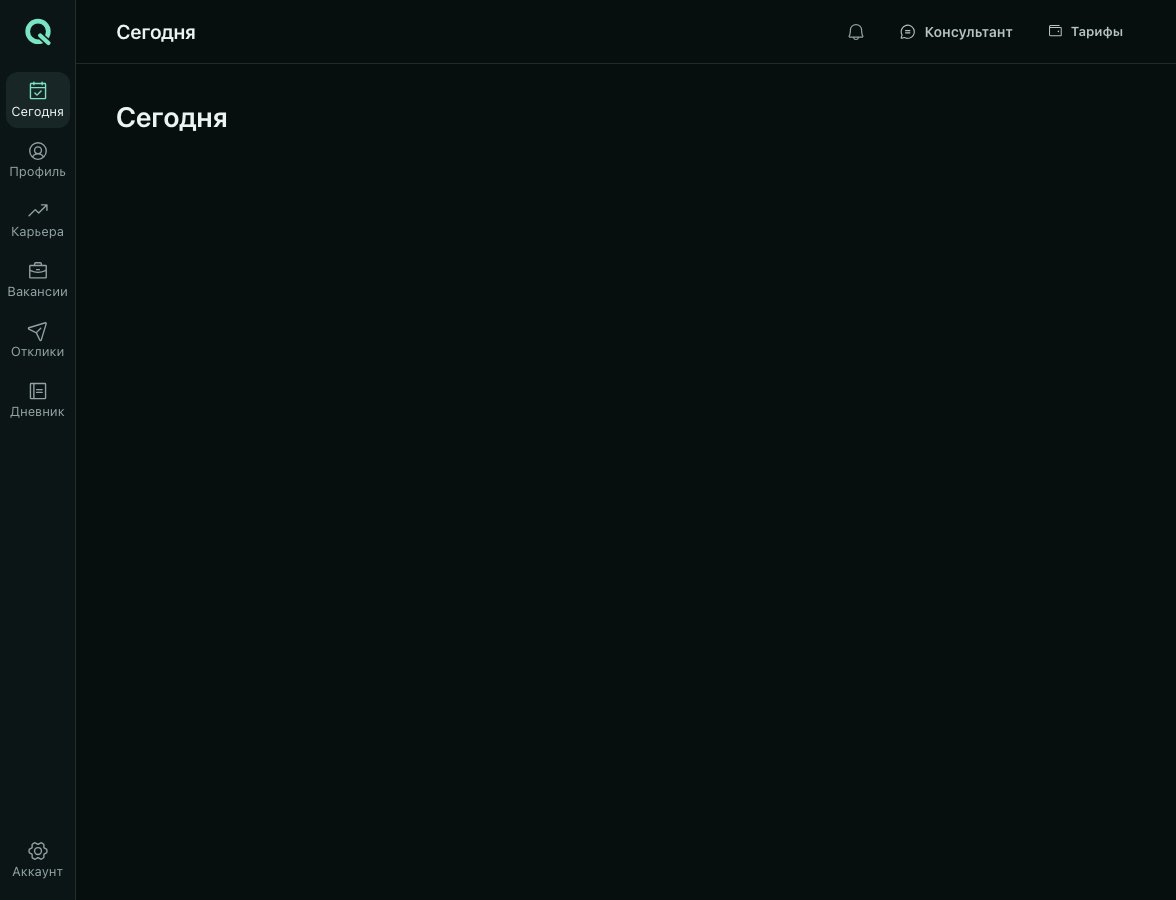 Сегодня
Консультант
Тарифы
Сегодня
Профиль
Карьера
Вакансии
Отклики
Дневник
Аккаунт
Сегодня